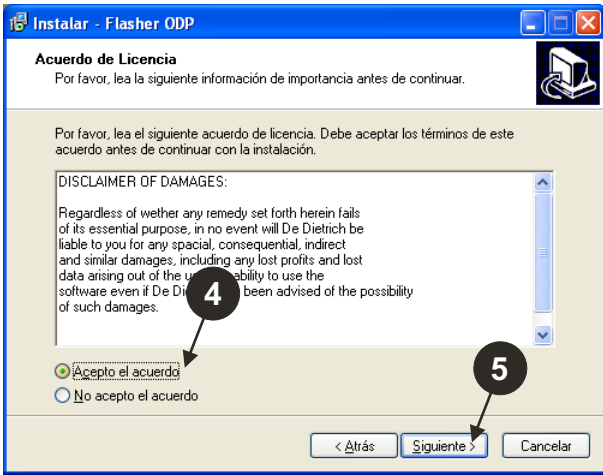 Instalar - Flasher ODP
Acuerdo de Licencia
Por favor, lea la siguiente información de importancia antes de continuar.
Por favor, lea el siguiente acuerdo de licencia. Debe aceptar los términos de este
acuerdo antes de continuar con la instalación.
DISCLAIMER OF DAMAGES:
Regardless of wether any remedy set forth herein fails
of its essential purpose, in no event will De Dietrich be
liable to you for any spacial, consequential, indirect
and similar damages, including any lost profits and lost
data arising out of the ability to use the
software even if De been advised of the possibility
of such damages.
4
Acepto el acuerdo
No acepto el acuerdo
5
< Atrás
Siguiente >
Cancelar